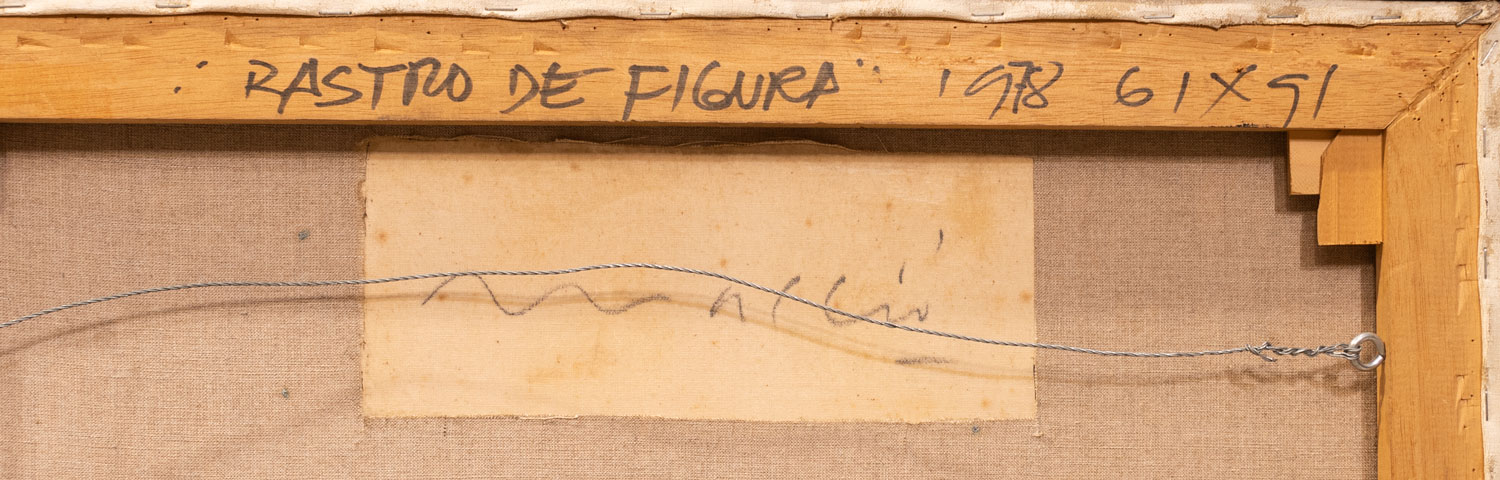 "RASTRO DE FIGURA" 1978 61X91